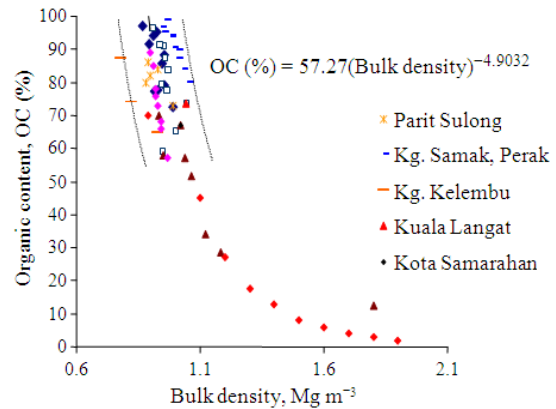 100
90
80
70
60
50
40
30
20
10
0
Organic content, OC (%)
OC (%) = 57.27(Bulk density)^–4.9032
Parit Sulong
Kg. Samak, Perak
Kg. Kelembu
Kuala Langat
Kota Samarahan
0.6 1.1 1.6 2.1
Bulk density, Mg m⁻³